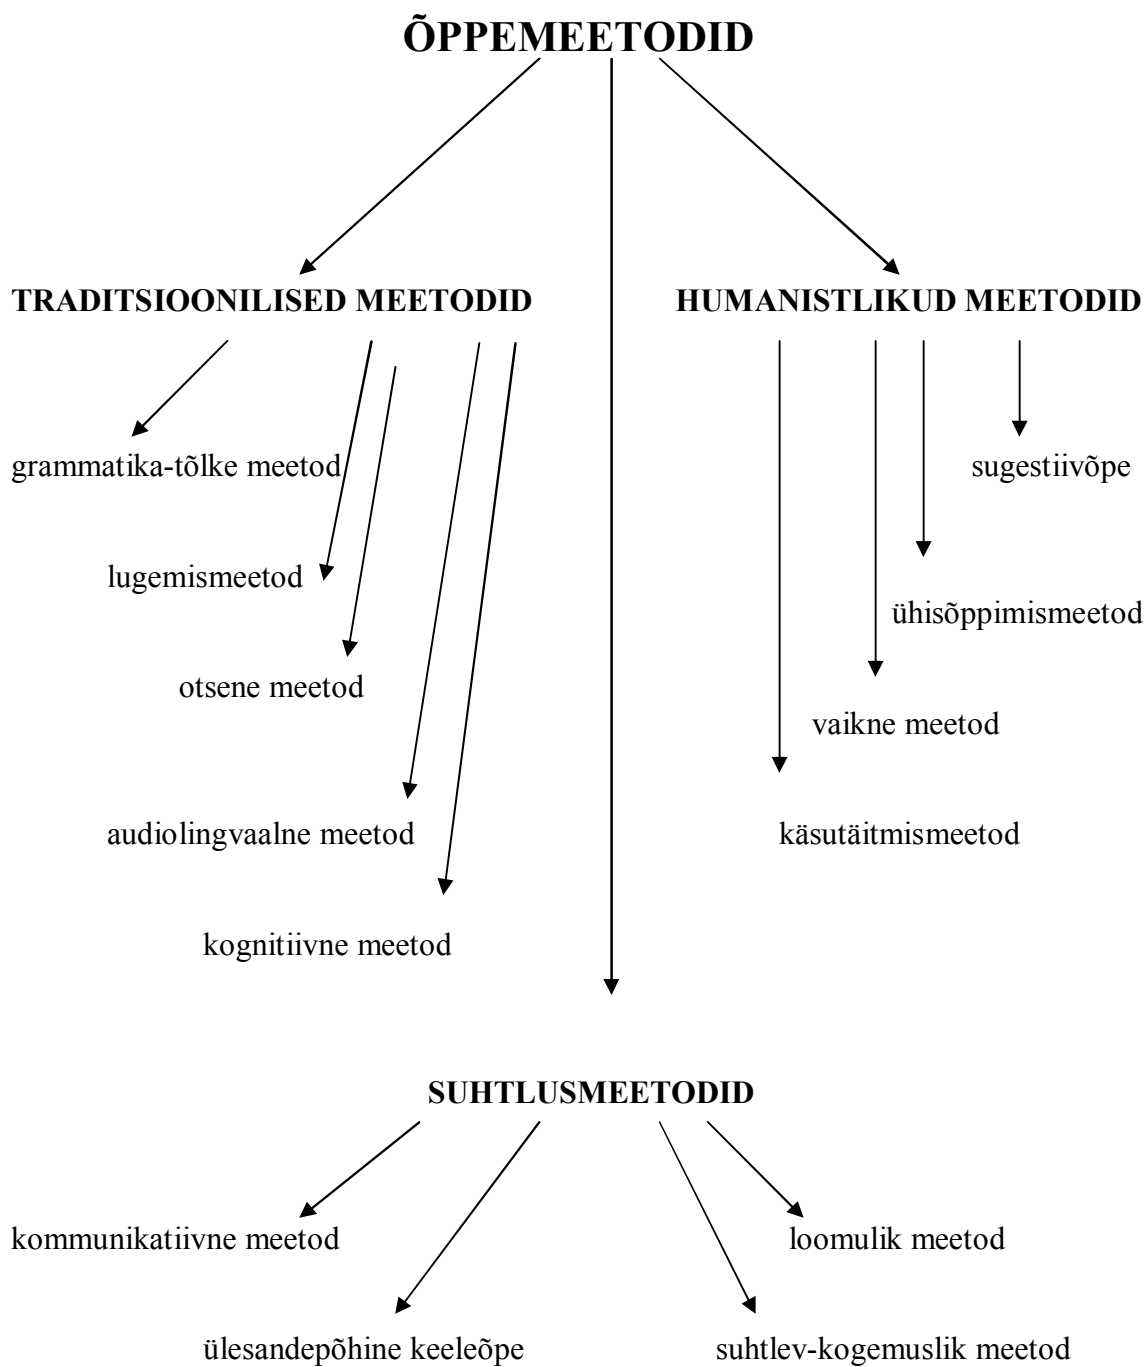 ÕPPEMEETODID
TRADITSIOONILISED MEETODID
HUMANISTLIKUD MEETODID
grammatika-tõlke meetod
sugestiivõpe
lugemismeetod
ühisõppimismeetod
otsene meetod
vaikne meetod
audiolingvaalne meetod
käsutäitmismeetod
kognitiivne meetod
SUHTLUSMEETODID
kommunikatiivne meetod
loomulik meetod
ülesandepõhine keeleõpe
suhtlev-kogemuslik meetod